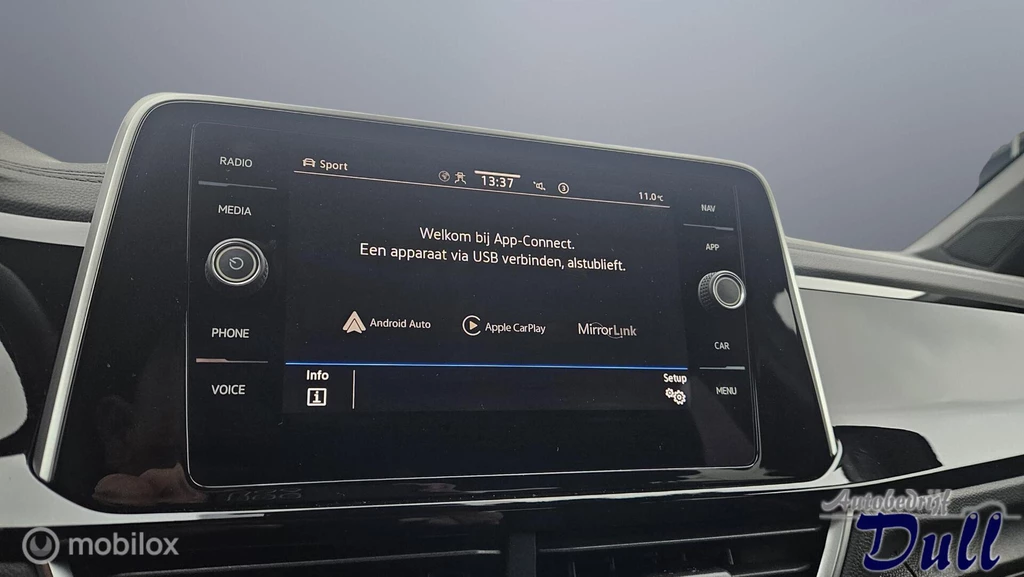 RADIO
MEDIA
PHONE
VOICE
Sport
13:37
3
11.0°C
Welkom bij App-Connect.
Een apparaat via USB verbinden, alstublieft.
Android Auto
Apple CarPlay
MirrorLink
Info
i
Setup
NAV
APP
CAR
MENU
mobilox
Autobedrijf
Dull